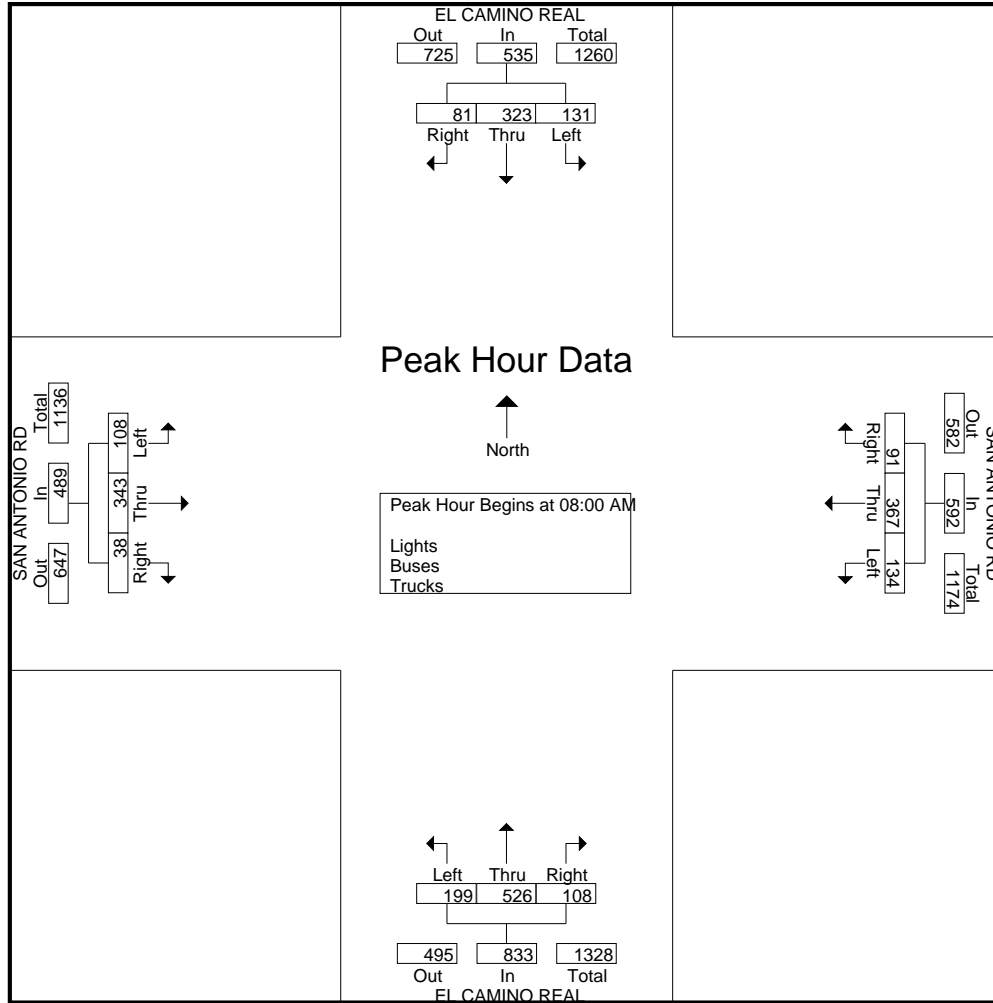 EL CAMINO REAL
Out In Total
725 535 1260
81 323 131
Right Thru Left
Peak Hour Data
North
Peak Hour Begins at 08:00 AM
Lights
Buses
Trucks
SAN ANTONIO RD
Out In Total
647 489 1136
38 343 108
Right Thru Left
SAN ANTONIO RD
Out In Total
582 592 1174
91 367 134
Right Thru Left
Left Thru Right
199 526 108
495 833 1328
Out In Total
EL CAMINO REAL